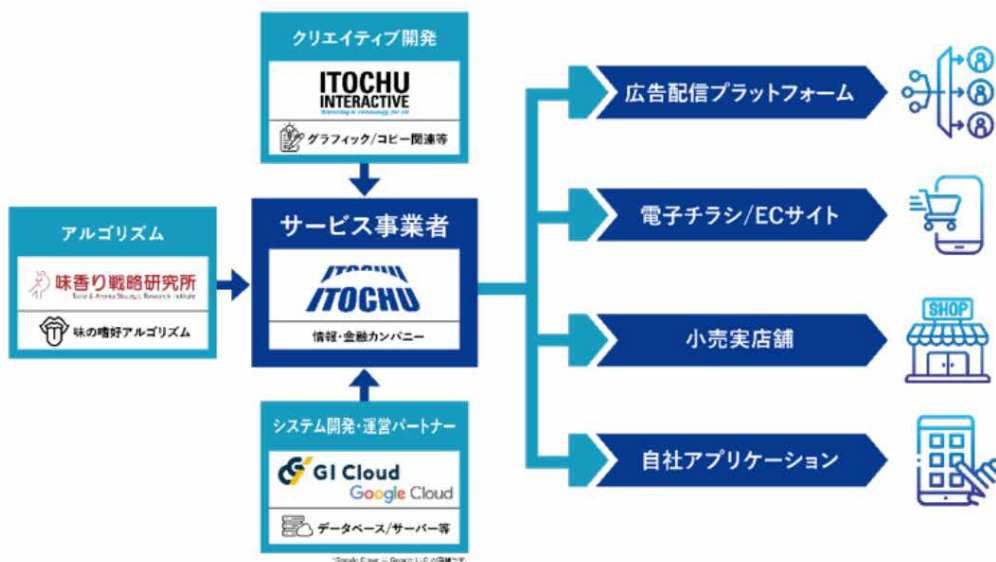 クリエイティブ開発
ITOCHU
INTERACTIVE
グラフィック/コピー関連等
アルゴリズム
味香り戦略研究所
Taste & Aroma Strategic Research Institute
味の嗜好アルゴリズム
サービス事業者
ITOCHU
情報・金融カンパニー
システム開発・運営パートナー
GI Cloud
Google Cloud
データベース/サーバー等
広告配信プラットフォーム
電子チラシ/ECサイト
SHOP
小売実店舗
自社アプリケーション